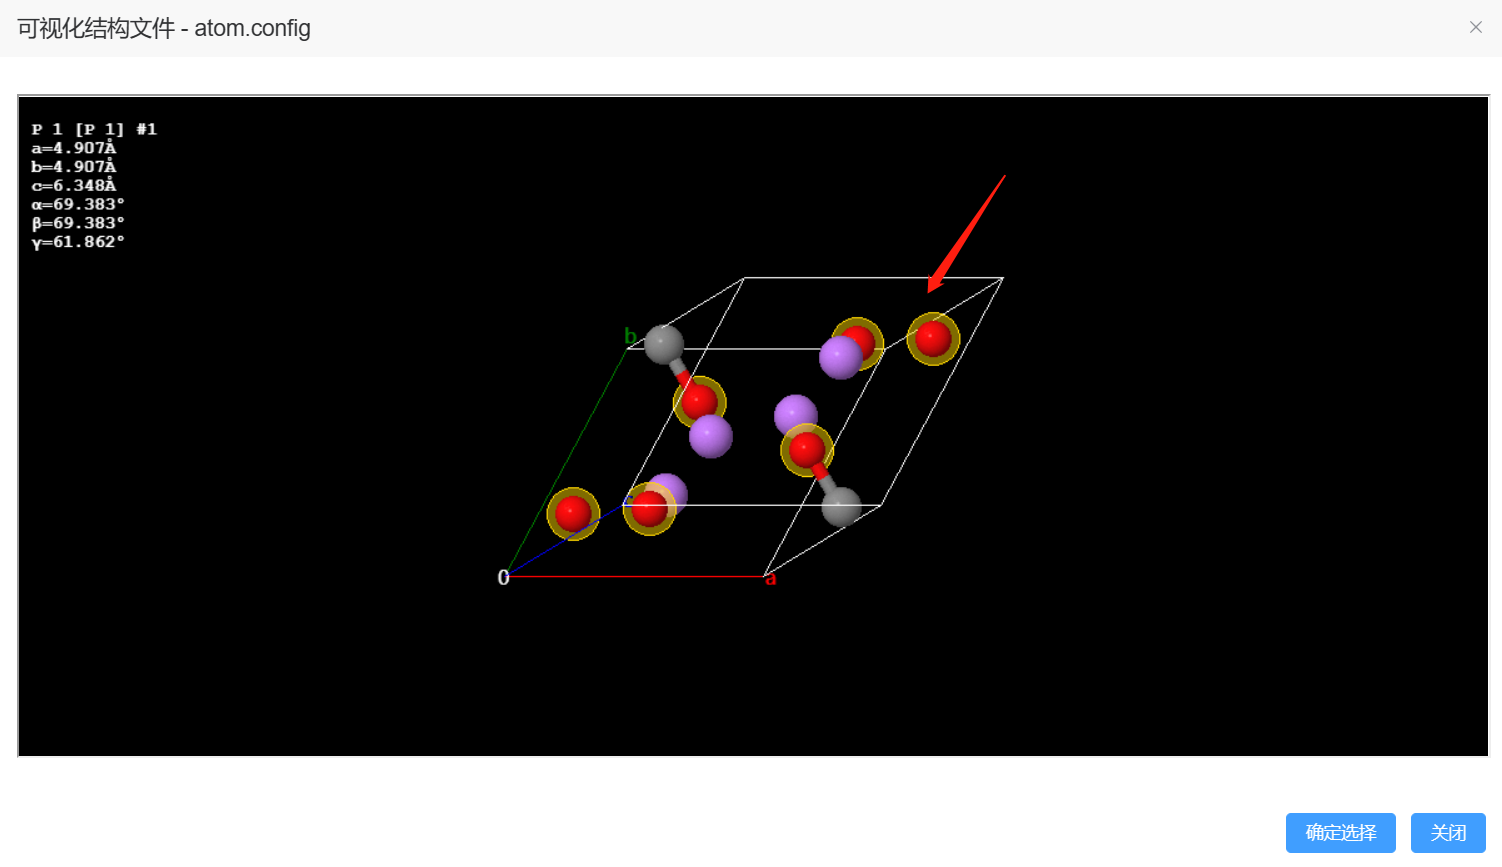 可视化结构文件 - atom.config
P 1 [P 1] #1
a=4.907Å
b=4.907Å
c=6.348Å
α=69.383°
β=69.383°
γ=61.862°
b
c
0
a
确定选择
关闭